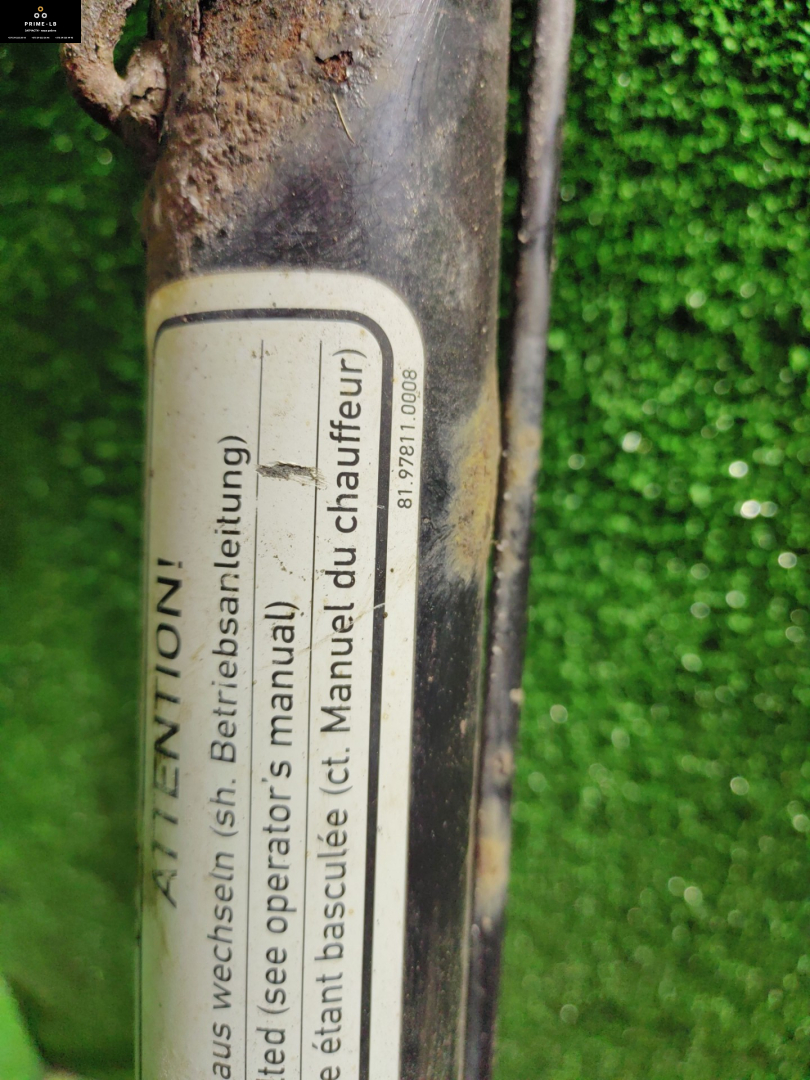 PRIME-LB
ATTENTION!
aus wechseln (sh. Betriebsanleitung)
ted (see operator's manual)
e étant basculée (ct. Manuel du chauffeur)
81.97811.0008